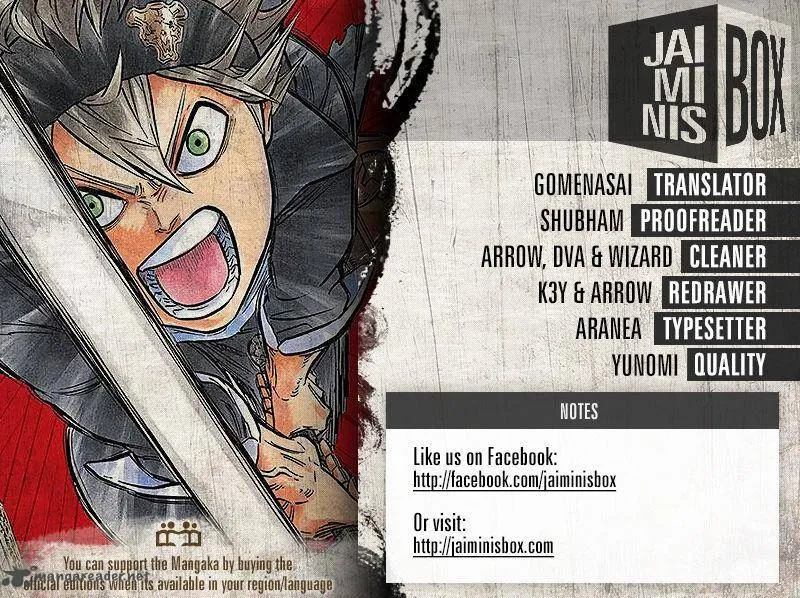 JAI
MI
NIS
BOX
GOMENASAI TRANSLATOR
SHUBHAM PROOFREADER
ARROW, DVA & WIZARD CLEANER
K3Y & ARROW REDRAWER
ARANEA TYPESETTER
YUNOMI QUALITY
NOTES
Like us on Facebook:
http://facebook.com/jaiminisbox
Or visit:
http://jaiminisbox.com
You can support the Mangaka by buying the
official editions when its available in your region/language
mangareader.net